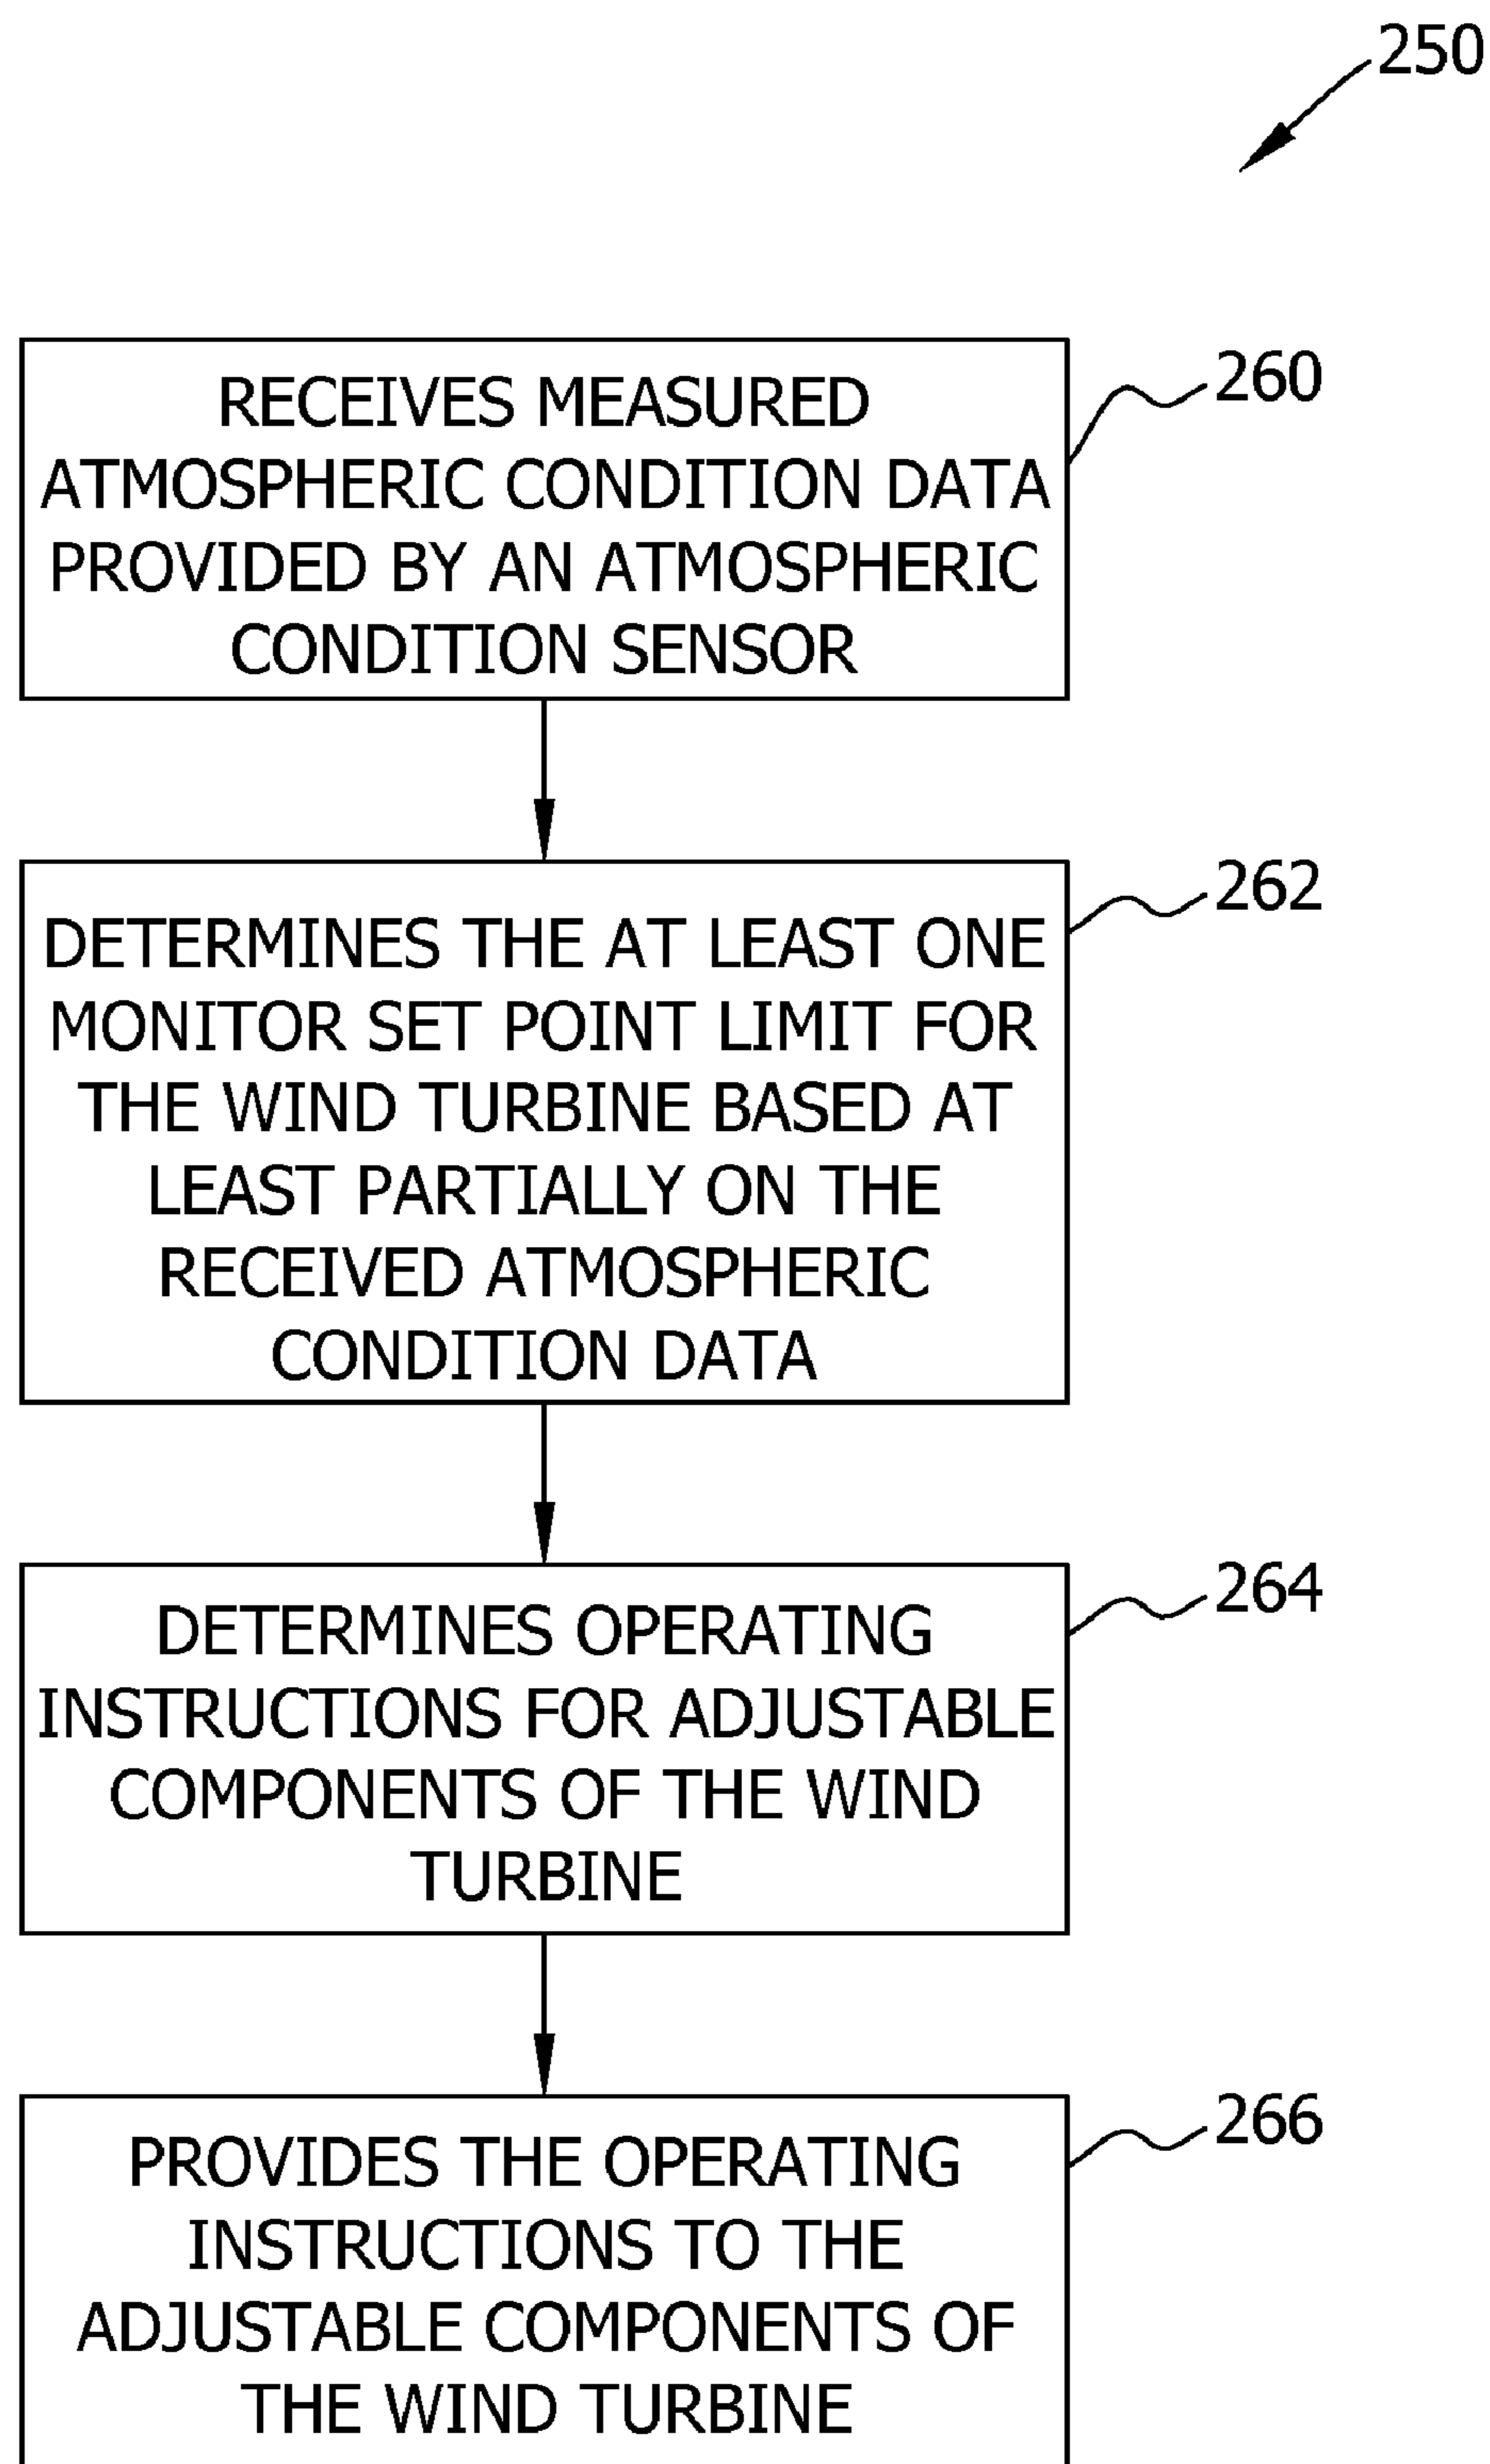 250
RECEIVES MEASURED
ATMOSPHERIC CONDITION DATA
PROVIDED BY AN ATMOSPHERIC
CONDITION SENSOR
260
DETERMINES THE AT LEAST ONE
MONITOR SET POINT LIMIT FOR
THE WIND TURBINE BASED AT
LEAST PARTIALLY ON THE
RECEIVED ATMOSPHERIC
CONDITION DATA
262
DETERMINES OPERATING
INSTRUCTIONS FOR ADJUSTABLE
COMPONENTS OF THE WIND
TURBINE
264
PROVIDES THE OPERATING
INSTRUCTIONS TO THE
ADJUSTABLE COMPONENTS OF
THE WIND TURBINE
266